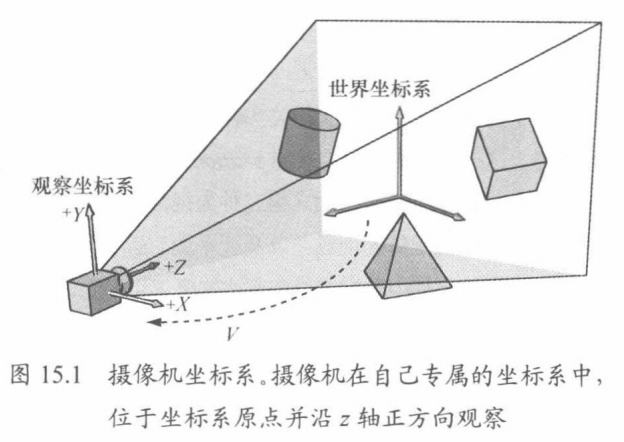 世界坐标系
观察坐标系
+Y
+Z
+X
V
图 15.1 摄像机坐标系。摄像机在自己专属的坐标系中，
位于坐标系原点并沿 z 轴正方向观察